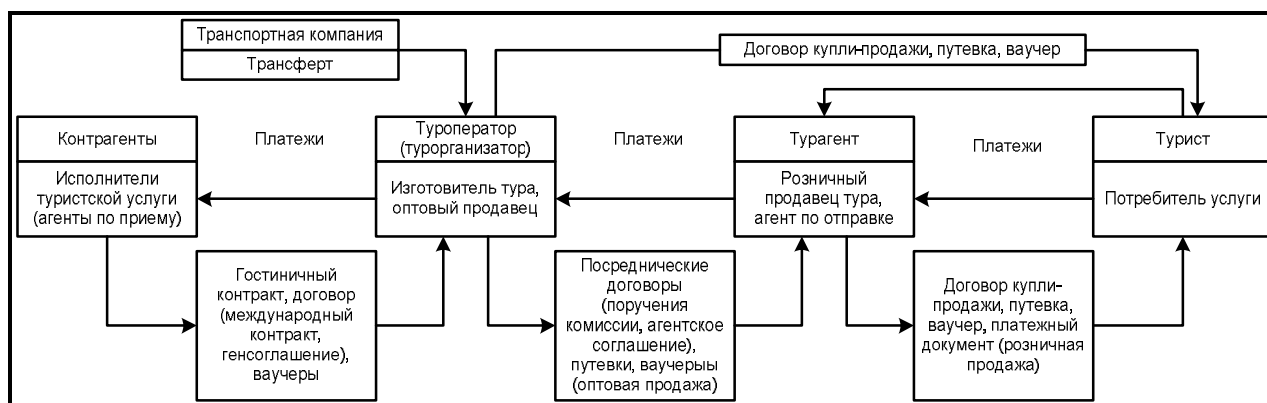 Транспортная компания
Трансферт
Договор купли-продажи, путевка, ваучер
Контрагенты
Платежи
Туроператор
(турорганизатор)
Платежи
Турагент
Платежи
Турист
Исполнители
туристской услуги
(агенты по приему)
Изготовитель тура,
оптовый продавец
Розничный
продавец тура,
агент по отправке
Потребитель услуги
Гостиничный
контракт, договор
(международный
контракт,
генсоглашение),
ваучеры
Посреднические
договоры
(поручения
комиссии, агентское
соглашение),
путевки, ваучерыы
(оптовая продажа)
Договор купли-
продажи, путевка,
ваучер, платежный
документ (розничная
продажа)